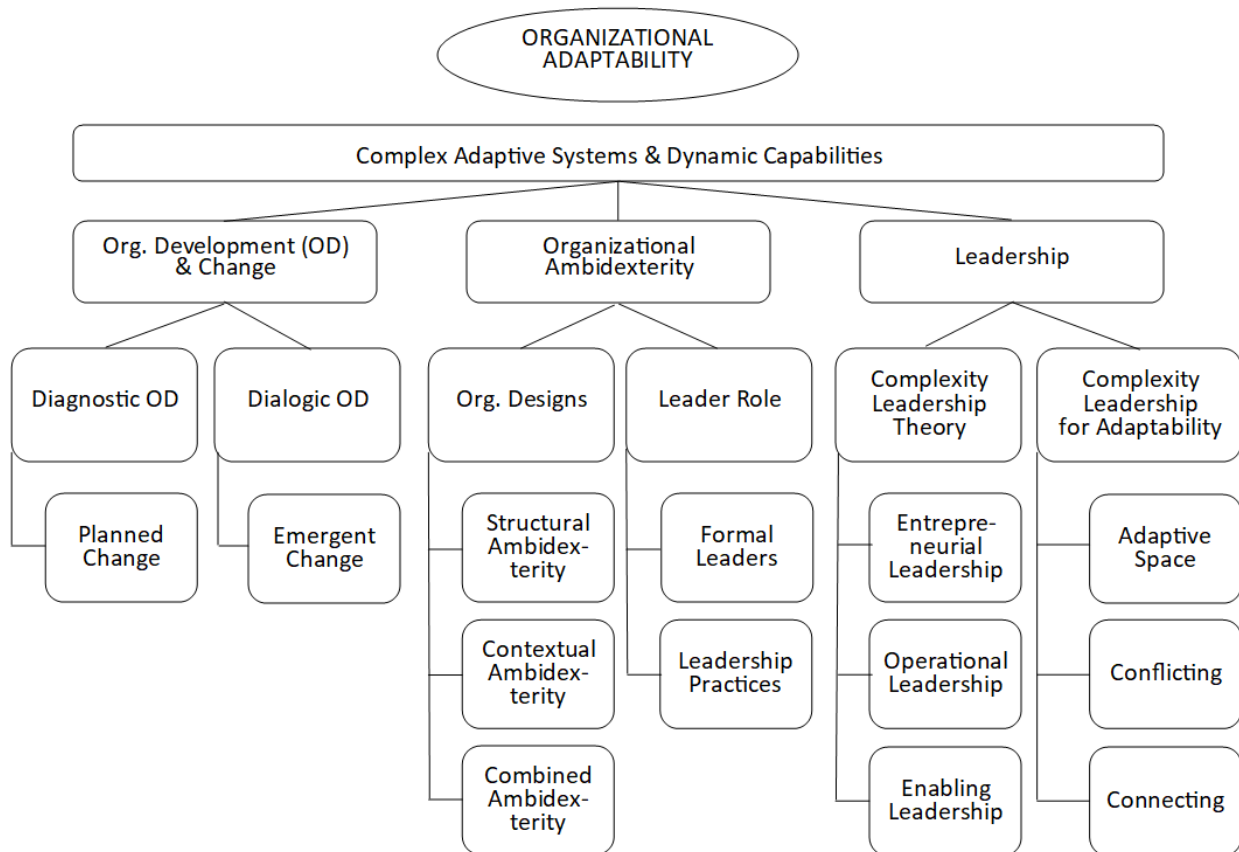 ORGANIZATIONAL
ADAPTABILITY
Complex Adaptive Systems & Dynamic Capabilities
Org. Development (OD)
& Change
Organizational
Ambidexterity
Leadership
Diagnostic OD
Dialogic OD
Org. Designs
Leader Role
Complexity
Leadership
Theory
Complexity
Leadership
for Adaptability
Planned
Change
Emergent
Change
Structural
Ambidex-
terity
Formal
Leaders
Entrepre-
neurial
Leadership
Adaptive
Space
Contextual
Ambidex-
terity
Leadership
Practices
Operational
Leadership
Conflicting
Combined
Ambidex-
terity
Enabling
Leadership
Connecting